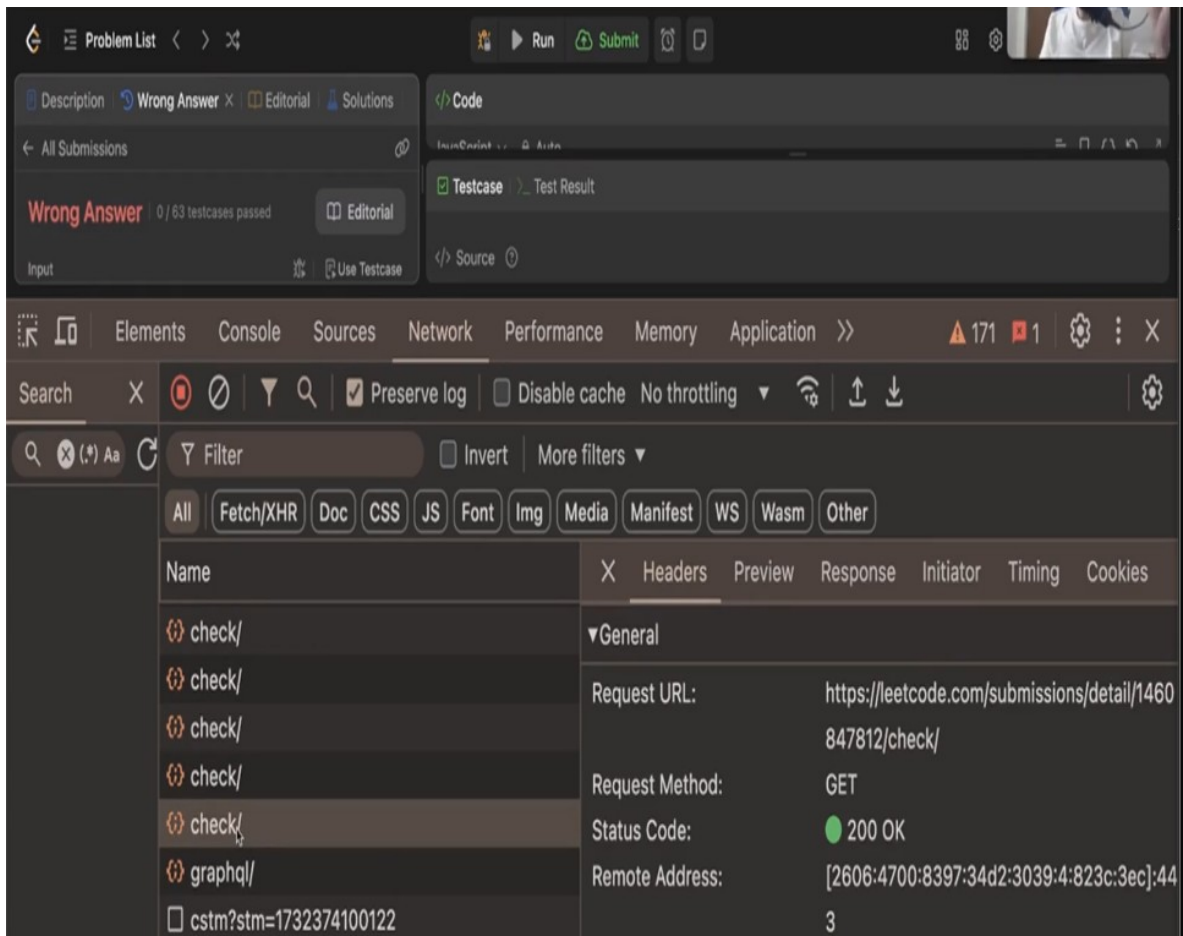 Problem List
Run Submit
Description Wrong Answer Editorial Solutions
All Submissions
Wrong Answer 0 / 63 testcases passed Editorial
Input Use Testcase
</> Code
JavaScript Auto
Testcase >_ Test Result
</> Source
Elements Console Sources Network Performance Memory Application 171 1
Search Preserve log Disable cache No throttling
(.*) Aa Filter Invert More filters
All Fetch/XHR Doc CSS JS Font Img Media Manifest WS Wasm Other
Name
Headers Preview Response Initiator Timing Cookies
check/
check/
check/
check/
check/
graphql/
cstm?stm=1732374100122
General
Request URL: https://leetcode.com/submissions/detail/1460
847812/check/
Request Method: GET
Status Code: 200 OK
Remote Address: [2606:4700:8397:34d2:3039:4:823c:3ec]:44
3